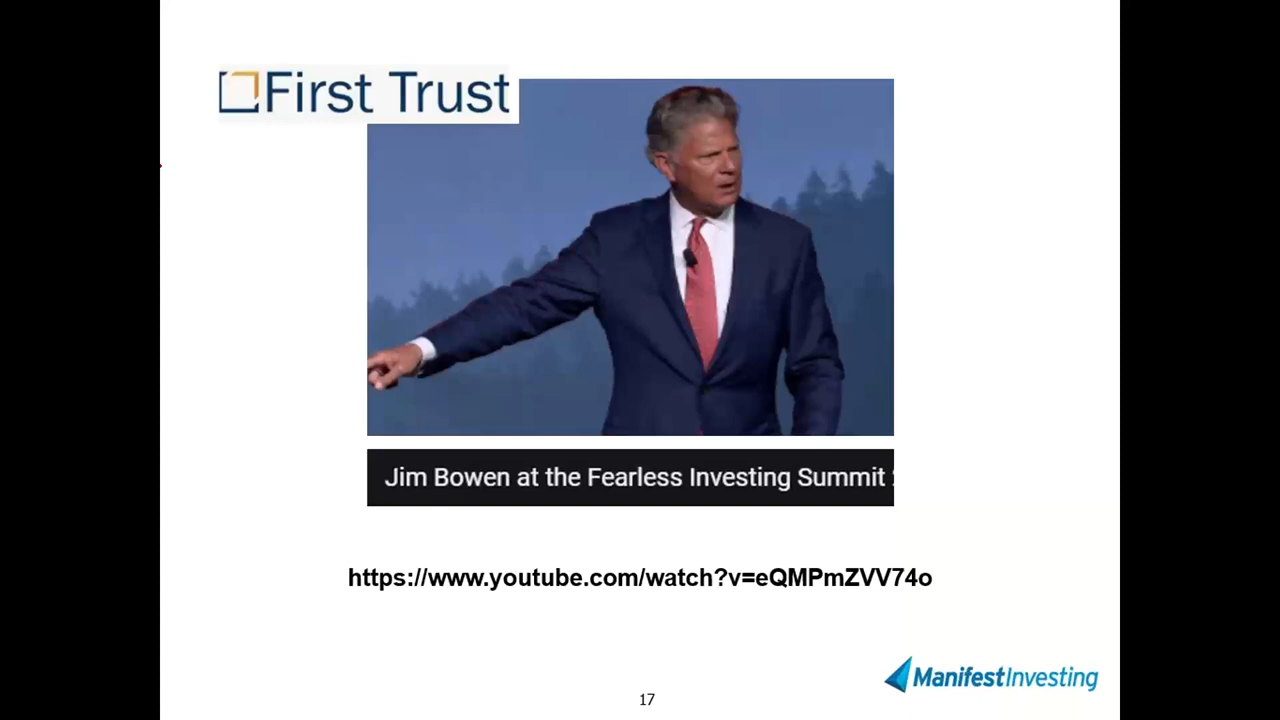 First Trust
Jim Bowen at the Fearless Investing Summit
https://www.youtube.com/watch?v=eQMPmZVV74o
ManifestInvesting
17